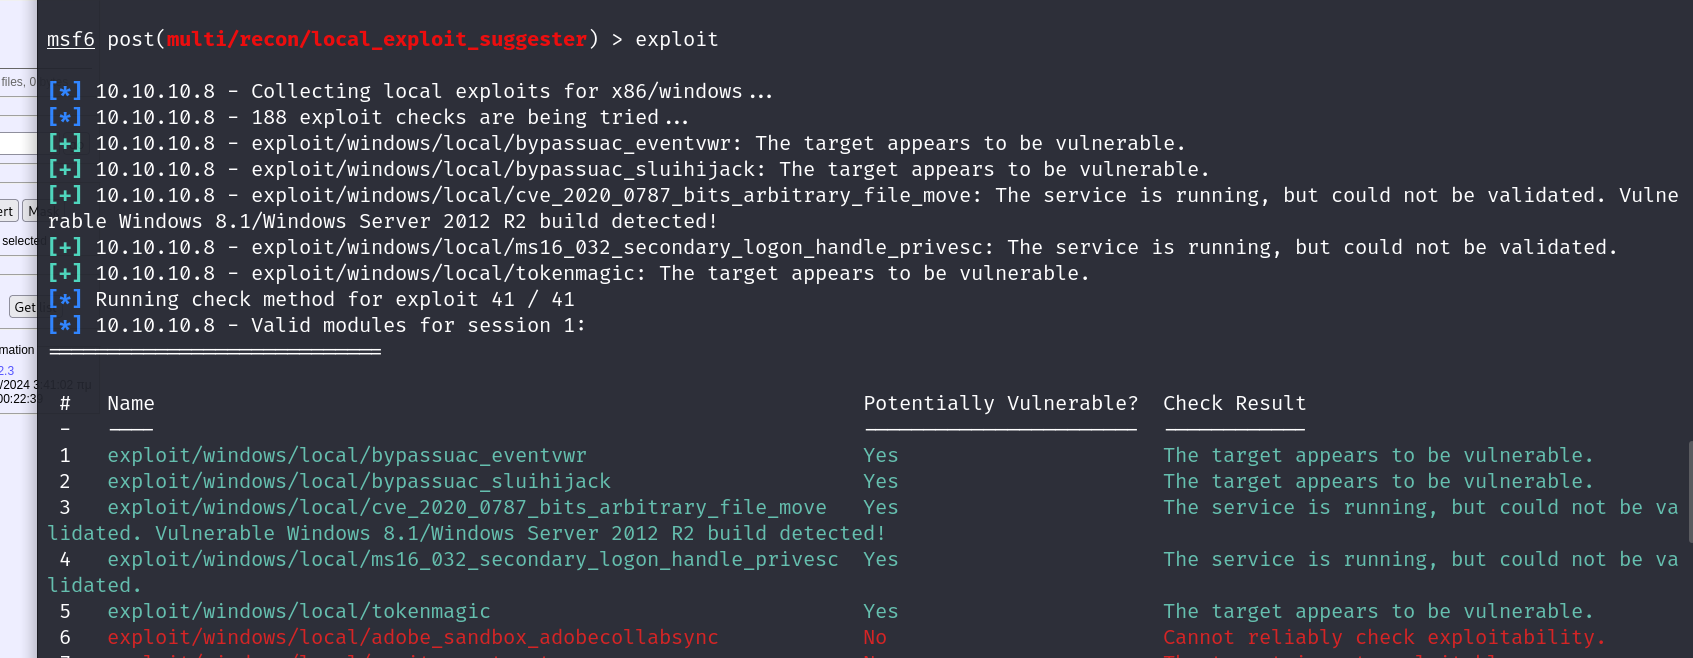 msf6 post(multi/recon/local_exploit_suggester) > exploit
files, 0
[*] 10.10.10.8 - Collecting local exploits for x86/windows...
[*] 10.10.10.8 - 188 exploit checks are being tried...
[+] 10.10.10.8 - exploit/windows/local/bypassuac_eventvwr: The target appears to be vulnerable.
[+] 10.10.10.8 - exploit/windows/local/bypassuac_sluihijack: The target appears to be vulnerable.
[+] 10.10.10.8 - exploit/windows/local/cve_2020_0787_bits_arbitrary_file_move: The service is running, but could not be validated. Vulne
rable Windows 8.1/Windows Server 2012 R2 build detected!
selecte
[+] 10.10.10.8 - exploit/windows/local/ms16_032_secondary_logon_handle_privesc: The service is running, but could not be validated.
[+] 10.10.10.8 - exploit/windows/local/tokenmagic: The target appears to be vulnerable.
[*] Running check method for exploit 41 / 41
Get
[*] 10.10.10.8 - Valid modules for session 1:
============================
mation
2.3
/2024 3:41:02
00:22:3
# Name Potentially Vulnerable? Check Result
- ---- ----------------------- ------------
1 exploit/windows/local/bypassuac_eventvwr Yes The target appears to be vulnerable.
2 exploit/windows/local/bypassuac_sluihijack Yes The target appears to be vulnerable.
3 exploit/windows/local/cve_2020_0787_bits_arbitrary_file_move Yes The service is running, but could not be va
lidated. Vulnerable Windows 8.1/Windows Server 2012 R2 build detected!
4 exploit/windows/local/ms16_032_secondary_logon_handle_privesc Yes The service is running, but could not be va
lidated.
5 exploit/windows/local/tokenmagic Yes The target appears to be vulnerable.
6 exploit/windows/local/adobe_sandbox_adobecollabsync No Cannot reliably check exploitability.